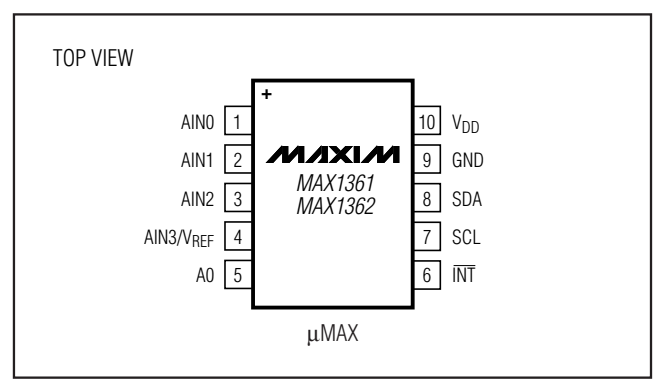 TOP VIEW
+
AIN0 1
AIN1 2
AIN2 3
AIN3/VREF 4
A0 5
MAXIM
MAX1361
MAX1362
10 VDD
9 GND
8 SDA
7 SCL
6 I̅N̅T̅
μMAX